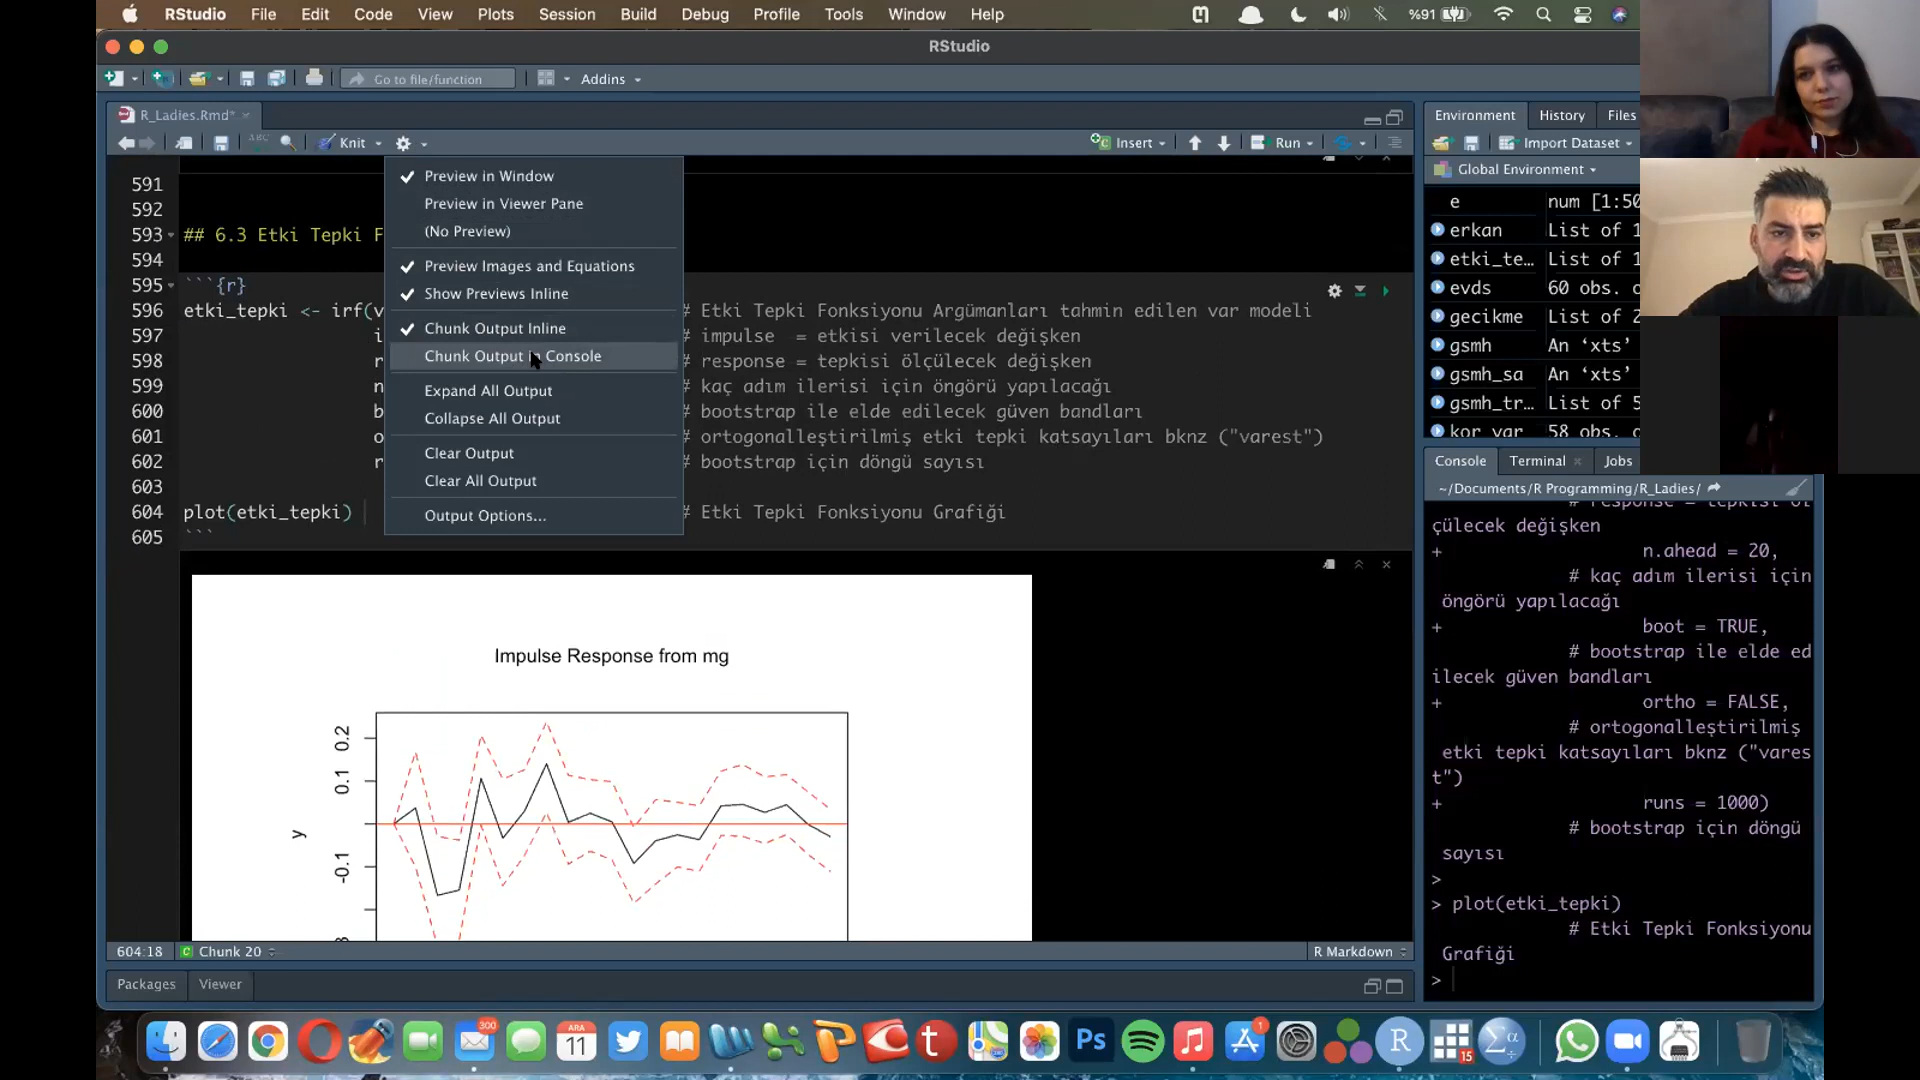 RStudio File Edit Code View Plots Session Build Debug Profile Tools Window Help %91
RStudio
Go to file/function Addins
R_Ladies.Rmd*
ABC Knit Insert Run
Preview in Window
Preview in Viewer Pane
(No Preview)
Preview Images and Equations
Show Previews Inline
Chunk Output Inline
Chunk Output in Console
Expand All Output
Collapse All Output
Clear Output
Clear All Output
Output Options...
591
592
593 ## 6.3 Etki Tepki F
594
595 ```{r}
596 etki_tepki <- irf(v # Etki Tepki Fonksiyonu Argümanları tahmin edilen var modeli
597 i # impulse  = etkisi verilecek değişken
598 r # response = tepkisi ölçülecek değişken
599 n # kaç adım ilerisi için öngörü yapılacağı
600 b # bootstrap ile elde edilecek güven bandları
601 o # ortogonalleştirilmiş etki tepki katsayıları bknz ("varest")
602 r # bootstrap için döngü sayısı
603
604 plot(etki_tepki) # Etki Tepki Fonksiyonu Grafiği
605 ```
Impulse Response from mg
0.2
0.1
y
-0.1
604:18 Chunk 20 R Markdown
Packages Viewer
Environment History Files
Import Dataset
Global Environment
e num [1:50
erkan List of 1
etki_te… List of 1
evds 60 obs. o
gecikme List of 2
gsmh An ‘xts’
gsmh_sa An ‘xts’
gsmh_tr… List of 5
kor_var 58 obs. o
Console Terminal Jobs
~/Documents/R Programming/R_Ladies/
# response = tepkisi öl
çülecek değişken
+ n.ahead = 20,
# kaç adım ilerisi için
öngörü yapılacağı
+ boot = TRUE,
# bootstrap ile elde ed
ilecek güven bandları
+ ortho = FALSE,
# ortogonalleştirilmiş
etki tepki katsayıları bknz ("vares
t")
+ runs = 1000)
# bootstrap için döngü
sayısı
>
> plot(etki_tepki)
# Etki Tepki Fonksiyonu
Grafiği
>
300 ARA 11 Ps 1 R 15